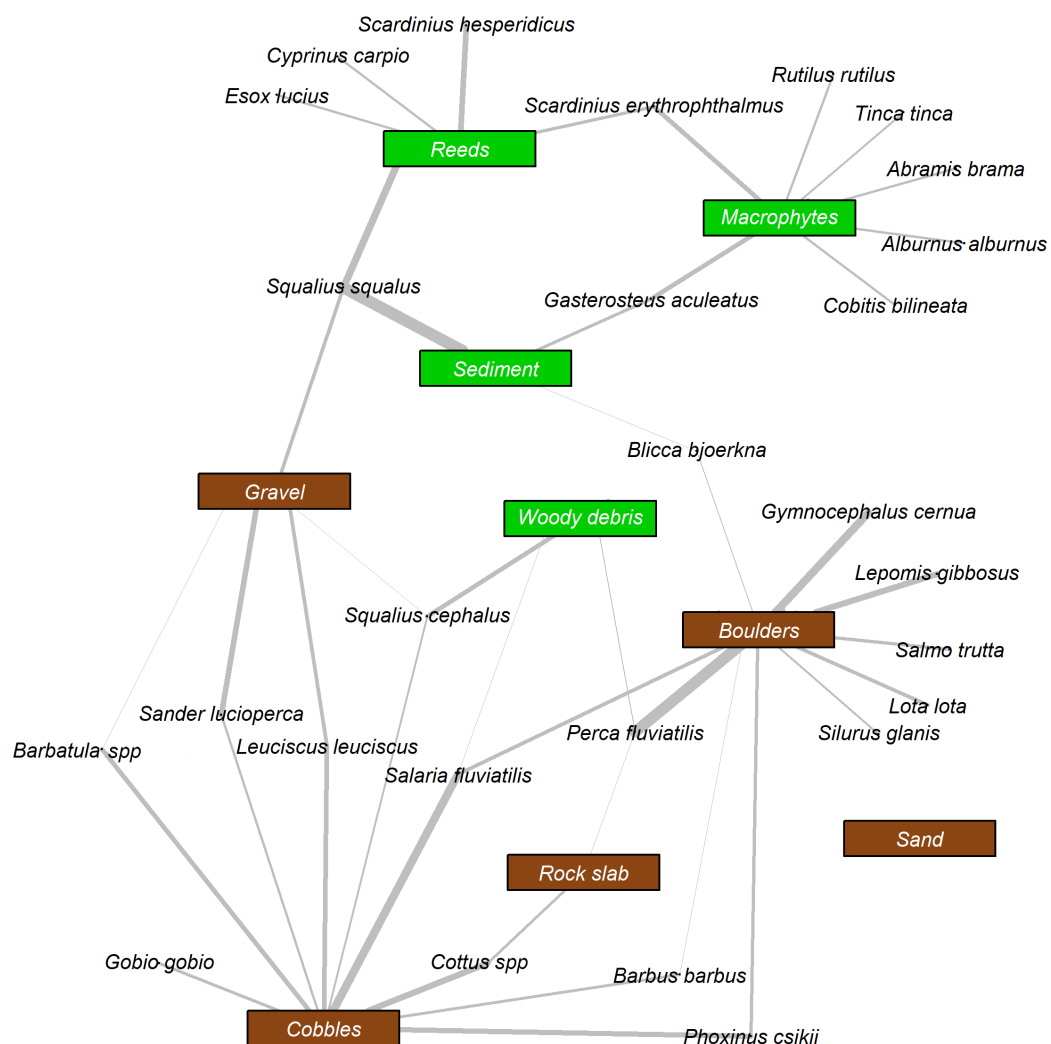 Scardinius hesperidicus
Cyprinus carpio
Rutilus rutilus
Esox lucius
Scardinius erythrophthalmus
Tinca tinca
Reeds
Abramis brama
Macrophytes
Alburnus alburnus
Squalius squalus
Gasterosteus aculeatus
Cobitis bilineata
Sediment
Blicca bjoerkna
Gravel
Woody debris
Gymnocephalus cernua
Lepomis gibbosus
Squalius cephalus
Boulders
Salmo trutta
Sander lucioperca
Lota lota
Barbatula spp
Leuciscus leuciscus
Perca fluviatilis
Silurus glanis
Salaria fluviatilis
Sand
Rock slab
Gobio gobio
Cottus spp
Barbus barbus
Cobbles
Phoxinus csikii